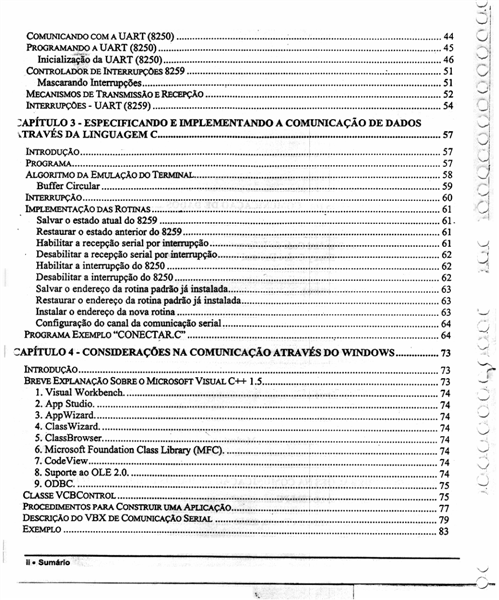 COMUNICANDO COM A UART (8250) 44
PROGRAMANDO A UART (8250) 45
Inicialização da UART (8250) 46
CONTROLADOR DE INTERRUPÇÕES 8259 51
Mascarando Interrupções 51
MECANISMOS DE TRANSMISSÃO E RECEPÇÃO 52
INTERRUPÇÕES - UART (8259) 54
CAPÍTULO 3 - ESPECIFICANDO E IMPLEMENTANDO A COMUNICAÇÃO DE DADOS
ATRAVÉS DA LINGUAGEM C 57
INTRODUÇÃO 57
PROGRAMA 57
ALGORITMO DA EMULAÇÃO DO TERMINAL 58
Buffer Circular 59
INTERRUPÇÃO 60
IMPLEMENTAÇÃO DAS ROTINAS 61
Salvar o estado atual do 8259 61
Restaurar o estado anterior do 8259 61
Habilitar a recepção serial por interrupção 61
Desabilitar a recepção serial por interrupção 62
Habilitar a interrupção do 8250 62
Desabilitar a interrupção do 8250 62
Salvar o endereço da rotina padrão já instalada 63
Restaurar o endereço da rotina padrão já instalada 63
Instalar o endereço da nova rotina 63
Configuração do canal da comunicação serial 64
PROGRAMA EXEMPLO "CONECTAR.C" 64
CAPÍTULO 4 - CONSIDERAÇÕES NA COMUNICAÇÃO ATRAVÉS DO WINDOWS 73
INTRODUÇÃO 73
BREVE EXPLANAÇÃO SOBRE O MICROSOFT VISUAL C++ 1.5 73
1. Visual Workbench. 74
2. App Studio. 74
3. AppWizard. 74
4. ClassWizard. 74
5. ClassBrowser. 74
6. Microsoft Foundation Class Library (MFC). 74
7. CodeView 74
8. Suporte ao OLE 2.0. 74
9. ODBC. 75
CLASSE VCBCONTROL 75
PROCEDIMENTOS PARA CONSTRUIR UMA APLICAÇÃO 77
DESCRIÇÃO DO VBX DE COMUNICAÇÃO SERIAL 79
EXEMPLO 83
ii • Sumário